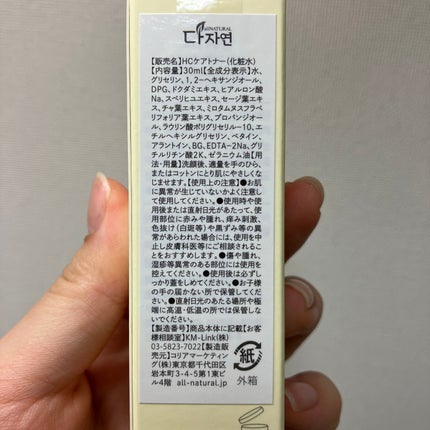 allNATURAL
다자연
【販売名】HCケアトナー(化粧水)
【内容量】30ml【全成分表示】水、
グリセリン、1,2-ヘキサンジオール、
DPG、ドクダミエキス、ヒアルロン酸
Na、スベリヒユエキス、セージ葉エキ
ス、チャ葉エキス、ミロタムヌスフラベ
リフォリア葉エキス、プロパンジオー
ル、ラウリン酸ポリグリセリル-10、エ
チルヘキシルグリセリン、ベタイン、
アラントイン、BG、EDTA-2Na、グリ
チルリチン酸2K、ゼラニウム油【用
法・用量】洗顔後、適量を手のひら、
またはコットンにとり肌にやさしくな
じませます。【使用上の注意】●お肌
に異常が生じていないかよく注意し
て使用してください。●使用時や使
用後または直射日光があたって、使
用部位に赤みや腫れ、痒み刺激、
色抜け(白斑等)や黒ずみ等の異
常があらわれた場合には、使用を中
止し皮膚科医等にご相談されるこ
とをおすすめします。●傷や腫れ、
湿疹等異常のある部位には使用を
控えてください。●使用後は必ずし
っかり蓋をしめてください。●お子様
の手の届かない所で保管してくださ
い。●直射日光のあたる場所や極
端に高温・低温の所では保管しな
いでください。
【製造番号】商品本体に記載【お客
様相談室】KM-Link(株)
03-5823-7022【製造販
売元】コリアマーケティン
グ(株)東京都千代田区
岩本町3-4-5第1東ビ
ル4階 all-natural.jp
紙
外箱